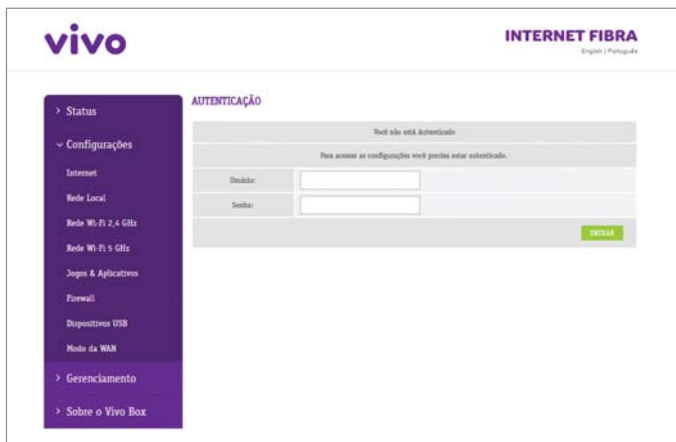 vivo
INTERNET FIBRA
English | Português
> Status
Configurações
Internet
Rede Local
Rede Wi-Fi 2,4 GHz
Rede Wi-Fi 5 GHz
Jogos & Aplicativos
Firewall
Dispositivos USB
Modo da WAN
> Gerenciamento
> Sobre o Vivo Box
AUTENTICAÇÃO
Você não está Autenticado
Para acessar as configurações você precisa estar autenticado.
Usuário:
Senha:
ENTRAR